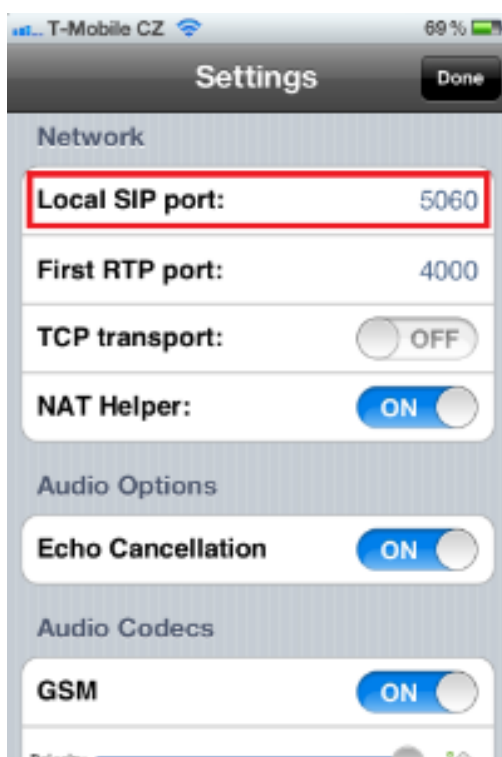 T-Mobile CZ 69 %
Settings Done
Network
Local SIP port: 5060
First RTP port: 4000
TCP transport: OFF
NAT Helper: ON
Audio Options
Echo Cancellation ON
Audio Codecs
GSM ON